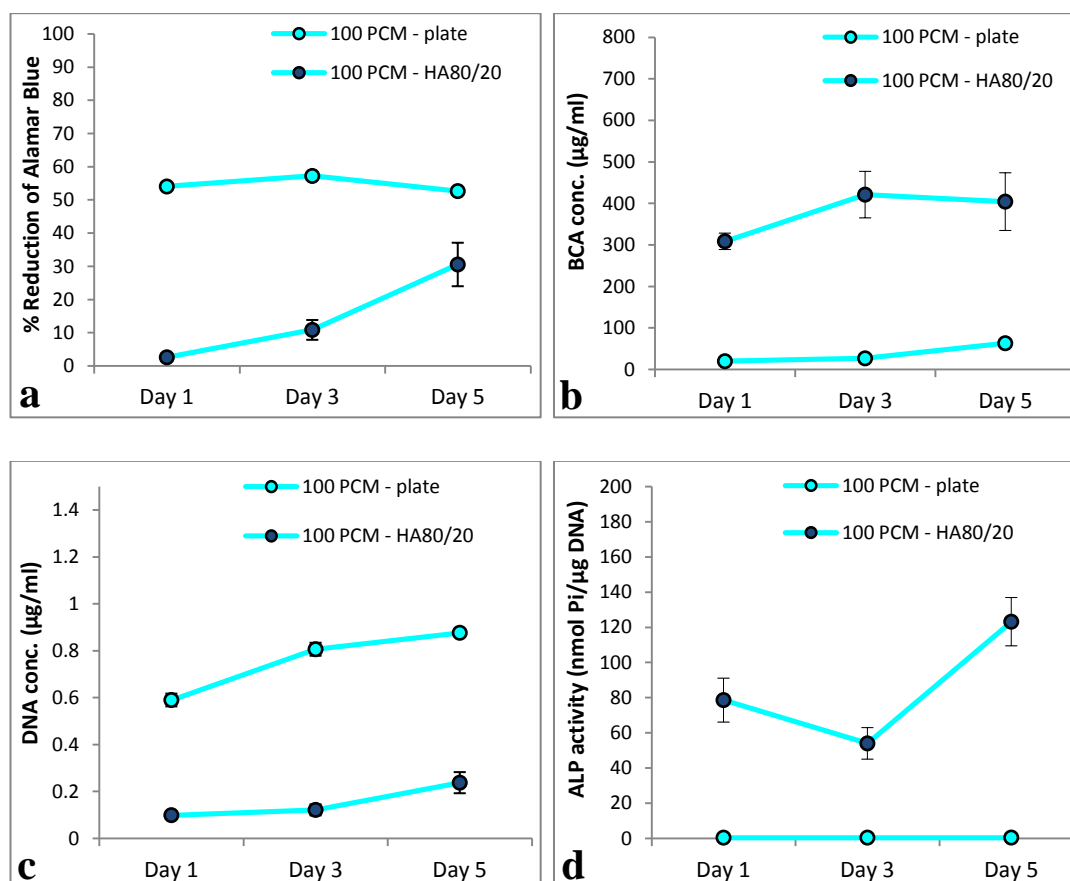 100 PCM - plate
100 PCM - HA80/20
% Reduction of Alamar Blue
100
90
80
70
60
50
40
30
20
10
0
Day 1 Day 3 Day 5
a
100 PCM - plate
100 PCM - HA80/20
BCA conc. (µg/ml)
800
700
600
500
400
300
200
100
0
Day 1 Day 3 Day 5
b
100 PCM - plate
100 PCM - HA80/20
DNA conc. (µg/ml)
1.4
1.2
1
0.8
0.6
0.4
0.2
0
Day 1 Day 3 Day 5
c
100 PCM - plate
100 PCM - HA80/20
ALP activity (nmol Pi/µg DNA)
200
180
160
140
120
100
80
60
40
20
0
Day 1 Day 3 Day 5
d